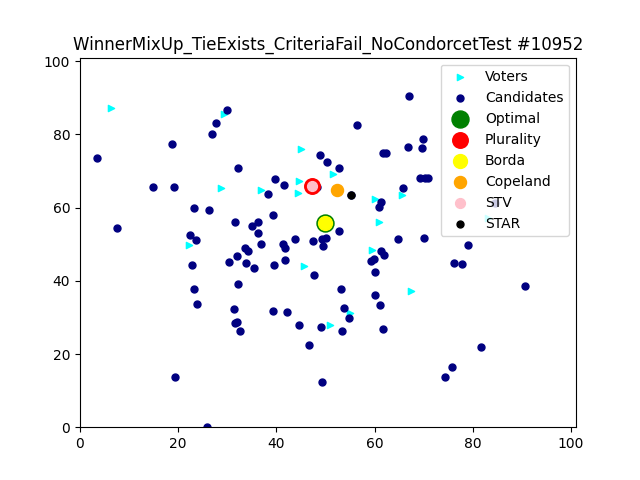 WinnerMixUp_TieExists_CriteriaFail_NoCondorcetTest #10952
100
80
60
40
20
0
0 20 40 60 80 100
Voters
Candidates
Optimal
Plurality
Borda
Copeland
STV
STAR